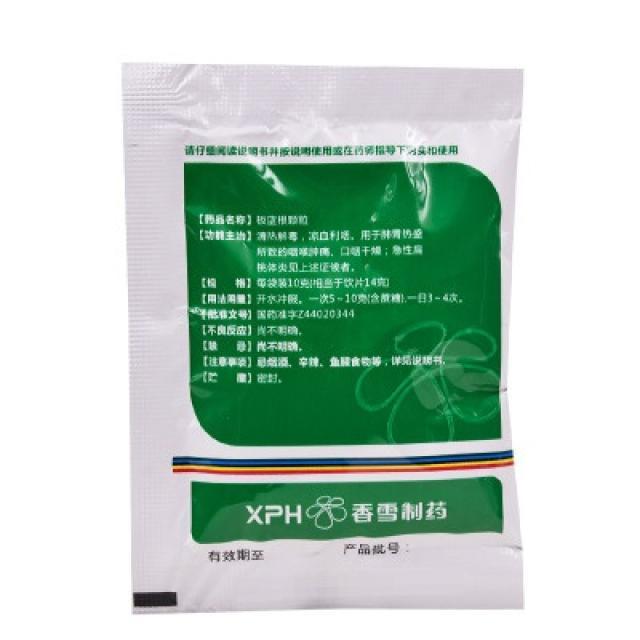 请仔细阅读说明书并按说明使用或在药师指导下购买和使用
【药品名称】板蓝根颗粒
【功能主治】清热解毒，凉血利咽。用于肺胃热盛
所致的咽喉肿痛、口咽干燥；急性扁
桃体炎见上述证候者。
【规 格】每袋装10克(相当于饮片14克)
【用法用量】开水冲服。一次5~10克(含蔗糖),一日3~4次。
【批准文号】国药准字Z44020344
【不良反应】尚不明确。
【禁 忌】尚不明确。
【注意事项】忌烟酒、辛辣、鱼腥食物等，详见说明书。
【贮 藏】密封。
XPH 香雪制药
有效期至 产品批号：